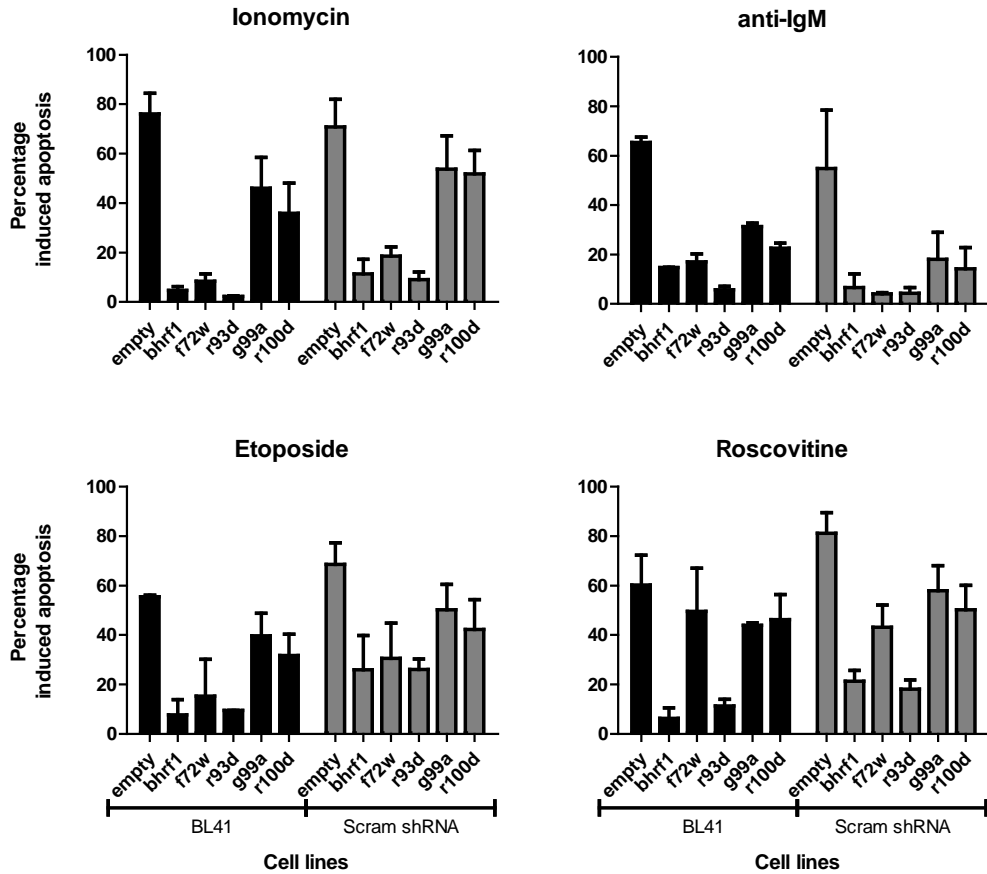 Ionomycin
Percentage
induced apoptosis
100
80
60
40
20
0
empty
bhrf1
f72w
r93d
g99a
r100d
empty
bhrf1
f72w
r93d
g99a
r100d
anti-IgM
100
80
60
40
20
0
empty
bhrf1
f72w
r93d
g99a
r100d
empty
bhrf1
f72w
r93d
g99a
r100d
Etoposide
Percentage
induced apoptosis
100
80
60
40
20
0
empty
bhrf1
f72w
r93d
g99a
r100d
empty
bhrf1
f72w
r93d
g99a
r100d
BL41
Scram shRNA
Cell lines
Roscovitine
100
80
60
40
20
0
empty
bhrf1
f72w
r93d
g99a
r100d
empty
bhrf1
f72w
r93d
g99a
r100d
BL41
Scram shRNA
Cell lines